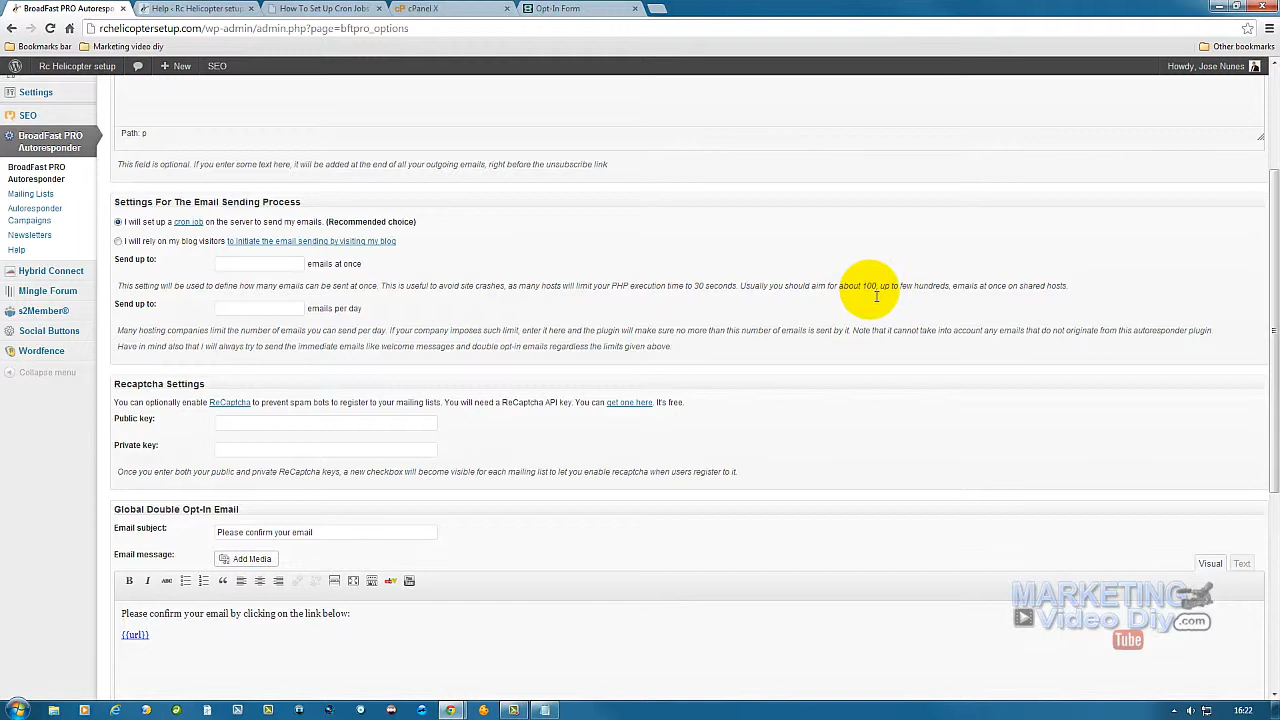 BroadFast PRO Autorespo
Help ‹ Rc Helicopter setup
How To Set Up Cron Jobs
cPanel X
Opt-In Form
rchelicoptersetup.com/wp-admin/admin.php?page=bftpro_options
Bookmarks bar
Marketing video diy
Other bookmarks
Rc Helicopter setup
New
SEO
Howdy, Jose Nunes
Settings
SEO
BroadFast PRO
Autoresponder
BroadFast PRO
Autoresponder
Mailing Lists
Autoresponder
Campaigns
Newsletters
Help
Hybrid Connect
Mingle Forum
s2Member®
Social Buttons
Wordfence
Collapse menu
Path: p
This field is optional. If you enter some text here, it will be added at the end of all your outgoing emails, right before the unsubscribe link
Settings For The Email Sending Process
I will set up a cron job on the server to send my emails. (Recommended choice)
I will rely on my blog visitors to initiate the email sending by visiting my blog
Send up to: emails at once
This setting will be used to define how many emails can be sent at once. This is useful to avoid site crashes, as many hosts will limit your PHP execution time to 30 seconds. Usually you should aim for about 100, up to few hundreds, emails at once on shared hosts.
Send up to: emails per day
Many hosting companies limit the number of emails you can send per day. If your company imposes such limit, enter it here and the plugin will make sure no more than this number of emails is sent by it. Note that it cannot take into account any emails that do not originate from this autoresponder plugin.
Have in mind also that I will always try to send the immediate emails like welcome messages and double opt-in emails regardless the limits given above.
Recaptcha Settings
You can optionally enable ReCaptcha to prevent spam bots to register to your mailing lists. You will need a ReCaptcha API key. You can get one here. It's free.
Public key:
Private key:
Once you enter both your public and private ReCaptcha keys, a new checkbox will become visible for each mailing list to let you enable recaptcha when users register to it.
Global Double Opt-In Email
Email subject: Please confirm your email
Email message: Add Media
Visual Text
B I ABC
Please confirm your email by clicking on the link below:
{{url}}
MARKETING
Video Diy.com
Tube
16:22